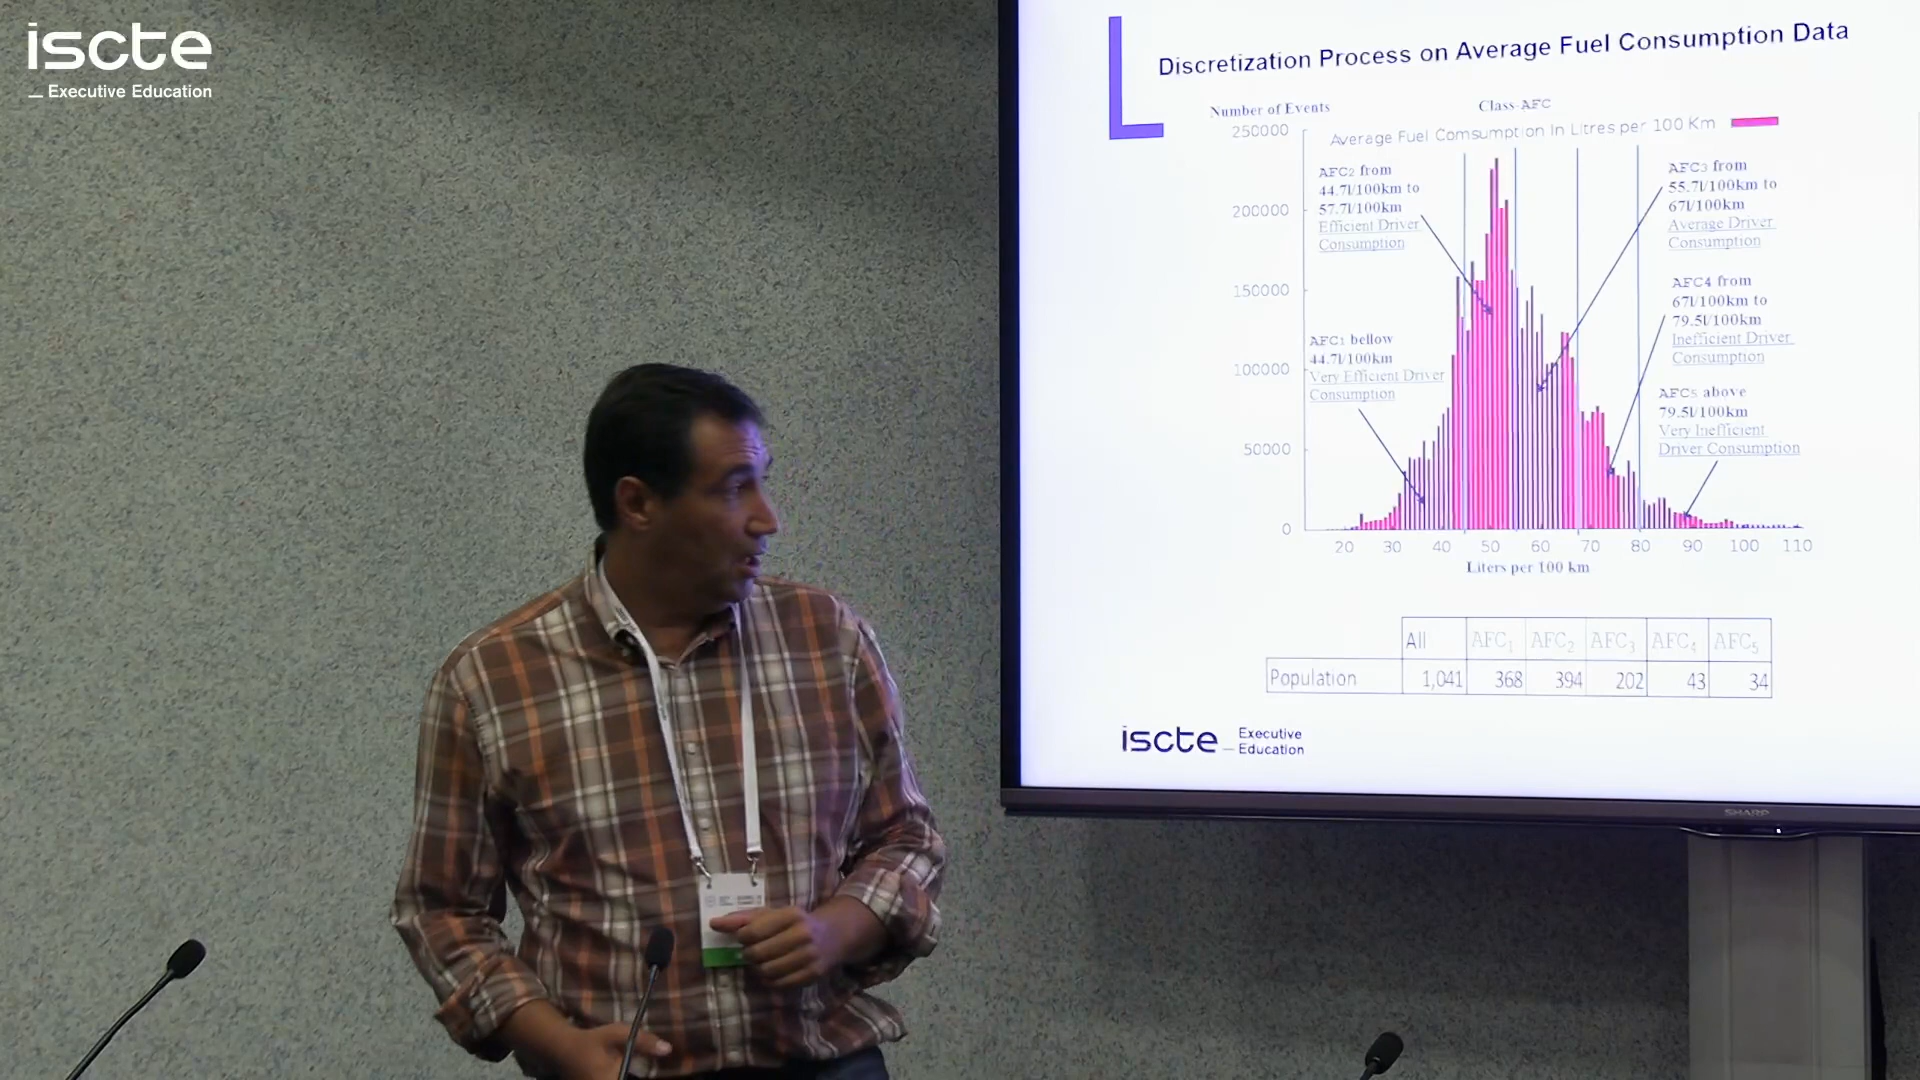 iscte
Executive Education
Discretization Process on Average Fuel Consumption Data
Number of Events
Class-AFC
Average Fuel Comsumption In Litres per 100 Km
250000
200000
150000
100000
50000
0
AFC2 from
44.7l/100km to
57.7l/100km
Efficient Driver
Consumption
AFC1 bellow
44.7l/100km
Very Efficient Driver
Consumption
AFC3 from
55.7l/100km to
67l/100km
Average Driver
Consumption
AFC4 from
67l/100km to
79.5l/100km
Inefficient Driver
Consumption
AFC5 above
79.5l/100km
Very Inefficient
Driver Consumption
20 30 40 50 60 70 80 90 100 110
Liters per 100 km
All AFC1 AFC2 AFC3 AFC4 AFC5
Population 1,041 368 394 202 43 34
iscte
Executive
Education
SHARP